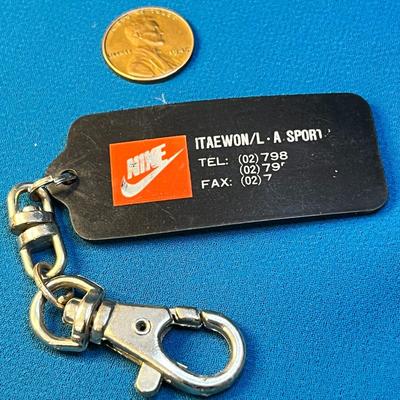 NIKE
ITAEWON/L·A SPORT
TEL: (02) 798
(02) 79
FAX: (02) 7